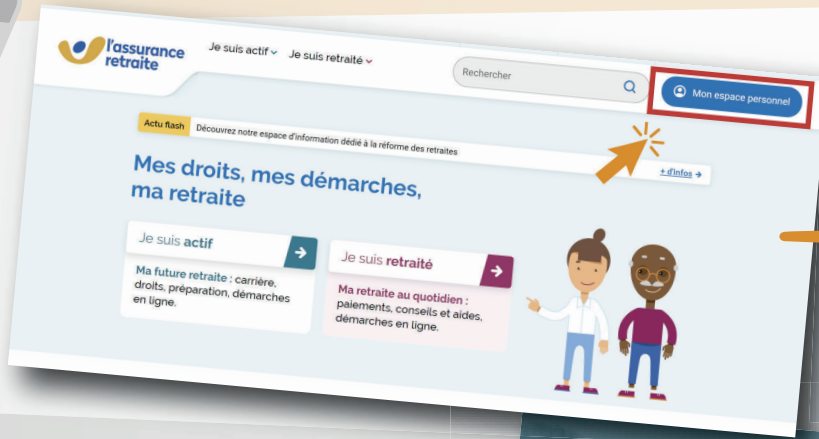 l'assurance
retraite
Je suis actif
Je suis retraité
Rechercher
Mon espace personnel
Actu flash
Découvrez notre espace d'information dédié à la réforme des retraites
+ d'infos
Mes droits, mes démarches,
ma retraite
Je suis actif
Ma future retraite : carrière,
droits, préparation, démarches
en ligne.
Je suis retraité
Ma retraite au quotidien :
paiements, conseils et aides,
démarches en ligne.